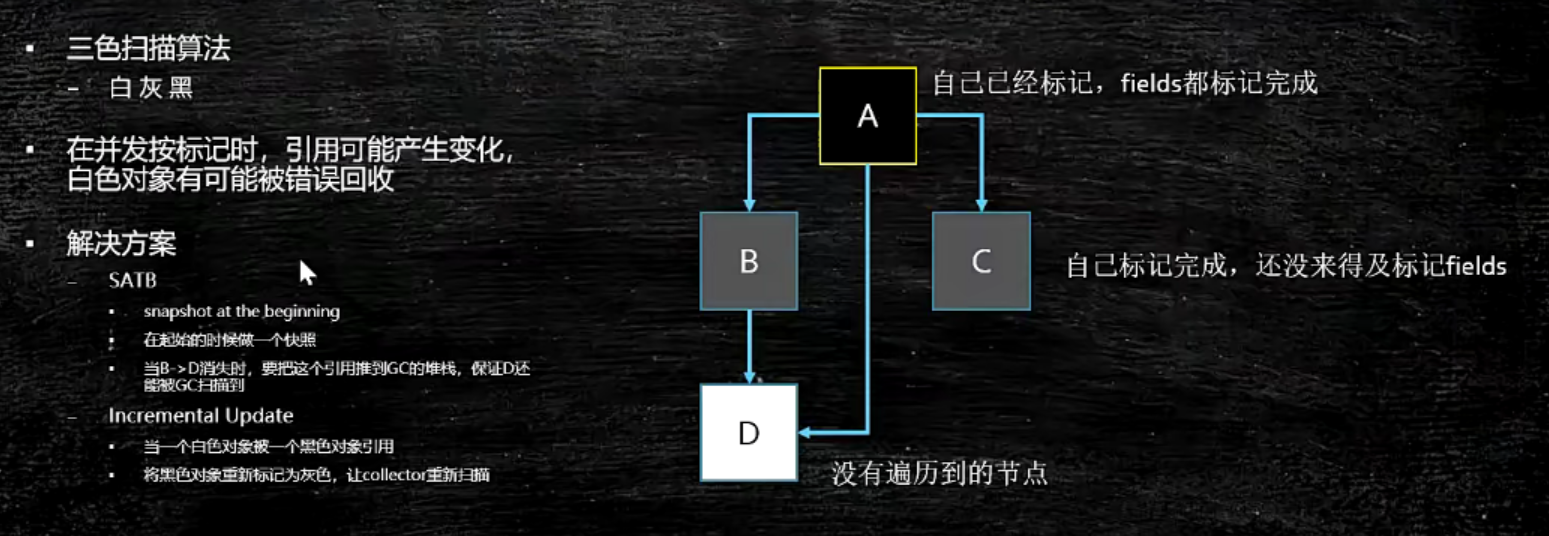 三色扫描算法
白 灰 黑
在并发按标记时，引用可能产生变化，
白色对象有可能被错误回收
解决方案
SATB
snapshot at the beginning
在起始的时候做一个快照
当B->D消失时，要把这个引用推到GC的堆栈，保证D还
能被GC扫描到
Incremental Update
当一个白色对象被一个黑色对象引用
将黑色对象重新标记为灰色，让collector重新扫描
A
自己已经标记，fields都标记完成
B
C
自己标记完成，还没来得及标记fields
D
没有遍历到的节点